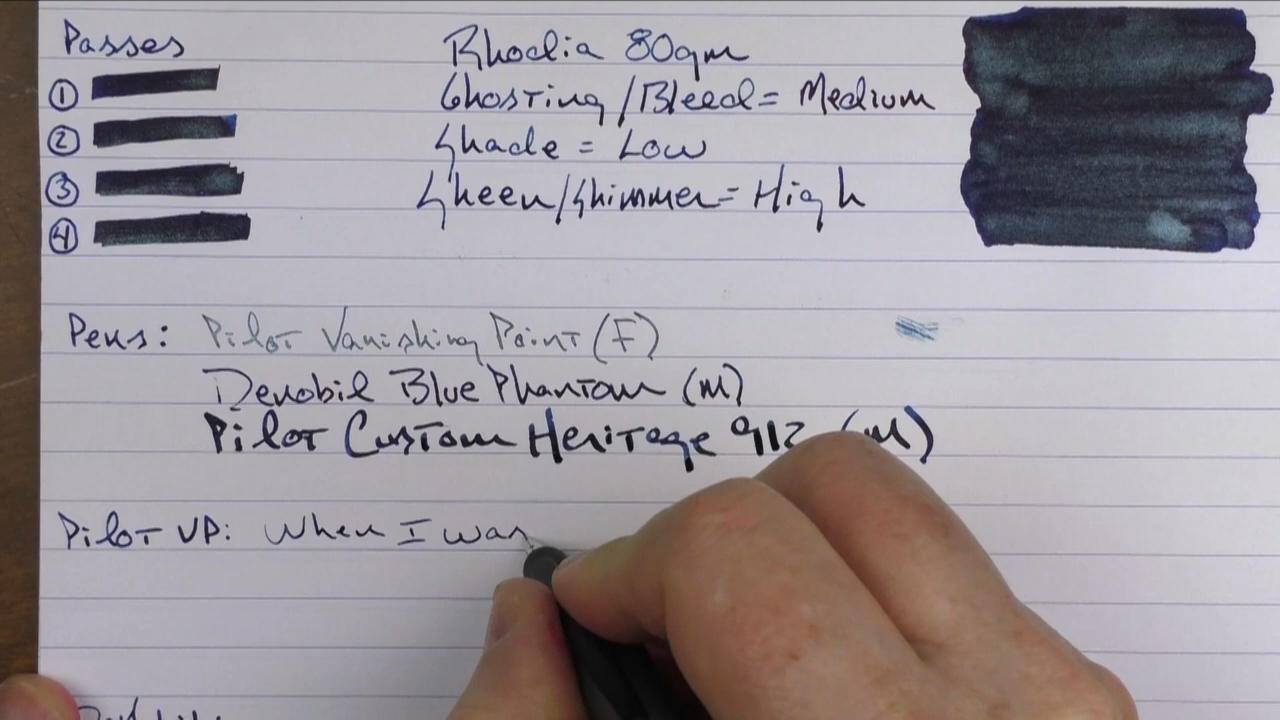 Passes
①
②
③
④
Rhodia 80gm
Ghosting/Bleed = Medium
Shade = Low
Sheen/Shimmer = High
Pens: Pilot Vanishing Point (F)
Denobil Blue Phantom (M)
Pilot Custom Heritage 912 (M)
Pilot VP: When I was